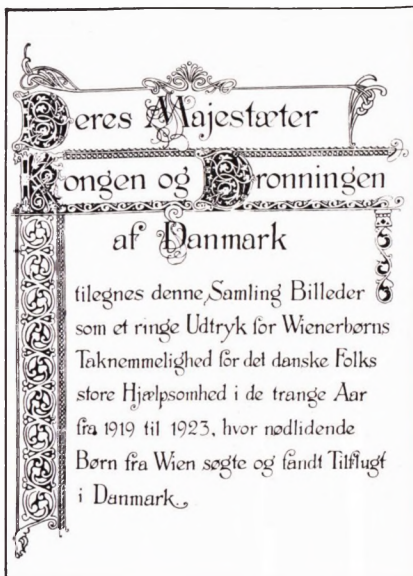 Deres Majestæter
Kongen og Dronningen
af Danmark
tilegnes denne Samling Billeder
som et ringe Udtryk for Wienerbørns
Taknemmelighed for det danske Folks
store Hjælpsomhed i de trange Aar
fra 1919 til 1923, hvor nødlidende
Børn fra Wien søgte og fandt Tilflugt
i Danmark.